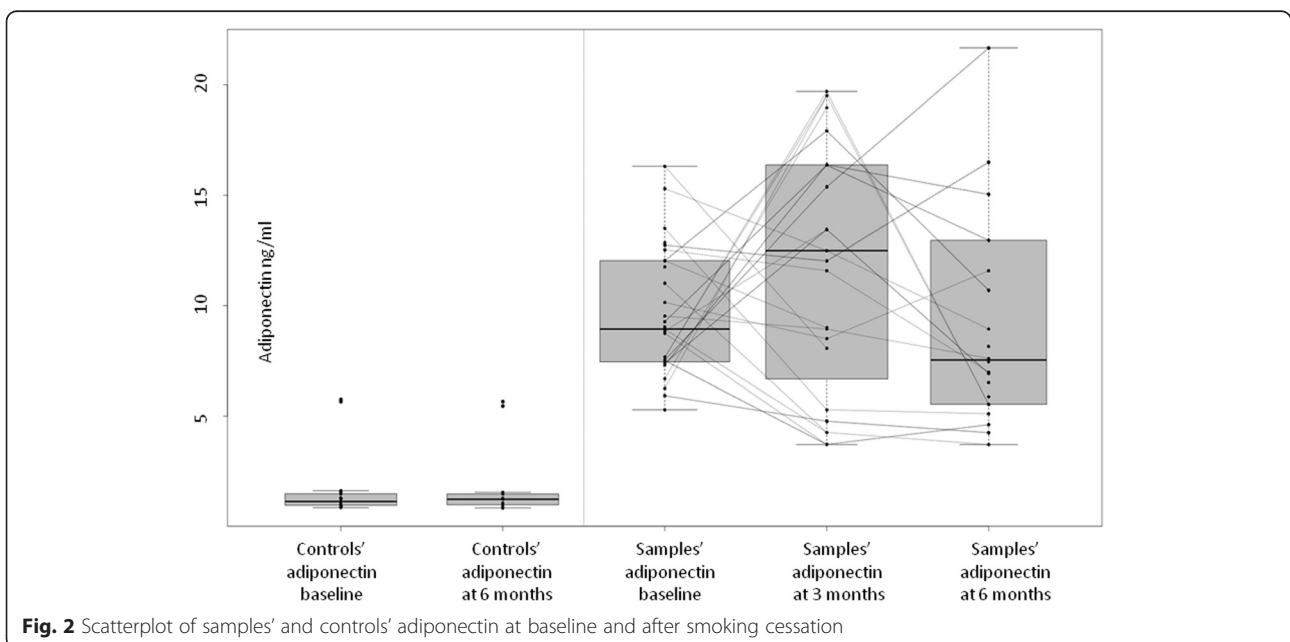 20
15
10
5
Adiponectin ng/ml
Controls'
adiponectin
baseline
Controls'
adiponectin
at 6 months
Samples'
adiponectin
baseline
Samples'
adiponectin
at 3 months
Samples'
adiponectin
at 6 months
Fig. 2 Scatterplot of samples' and controls' adiponectin at baseline and after smoking cessation